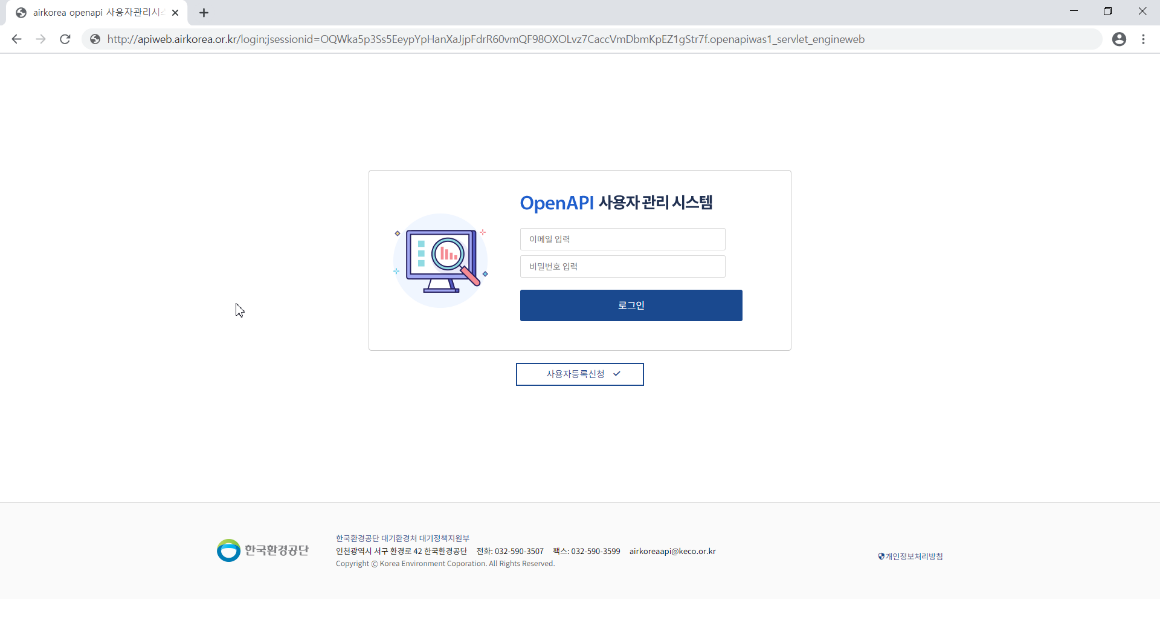 airkorea openapi 사용자관리시
http://apiweb.airkorea.or.kr/login;jsessionid=OQWka5p3Ss5EeypYpHanXaJjpFdrR60vmQF98OXOLvz7CaccVmDbmKpEZ1gStr7f.openapiwas1_servlet_engineweb
OpenAPI 사용자 관리 시스템
이메일 입력
비밀번호 입력
로그인
사용자등록신청
한국환경공단
한국환경공단 대기환경처 대기정책지원부
인천광역시 서구 환경로 42 한국환경공단 전화: 032-590-3507 팩스: 032-590-3599 airkoreaapi@keco.or.kr
Copyright ⓒ Korea Environment Coporation. All Rights Reserved.
개인정보처리방침